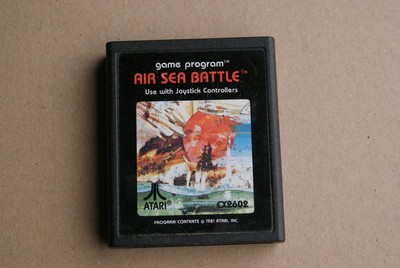 game program™
AIR SEA BATTLE™
Use with Joystick Controllers
ATARI®
CX2602
PROGRAM CONTENTS © 1981 ATARI, INC.